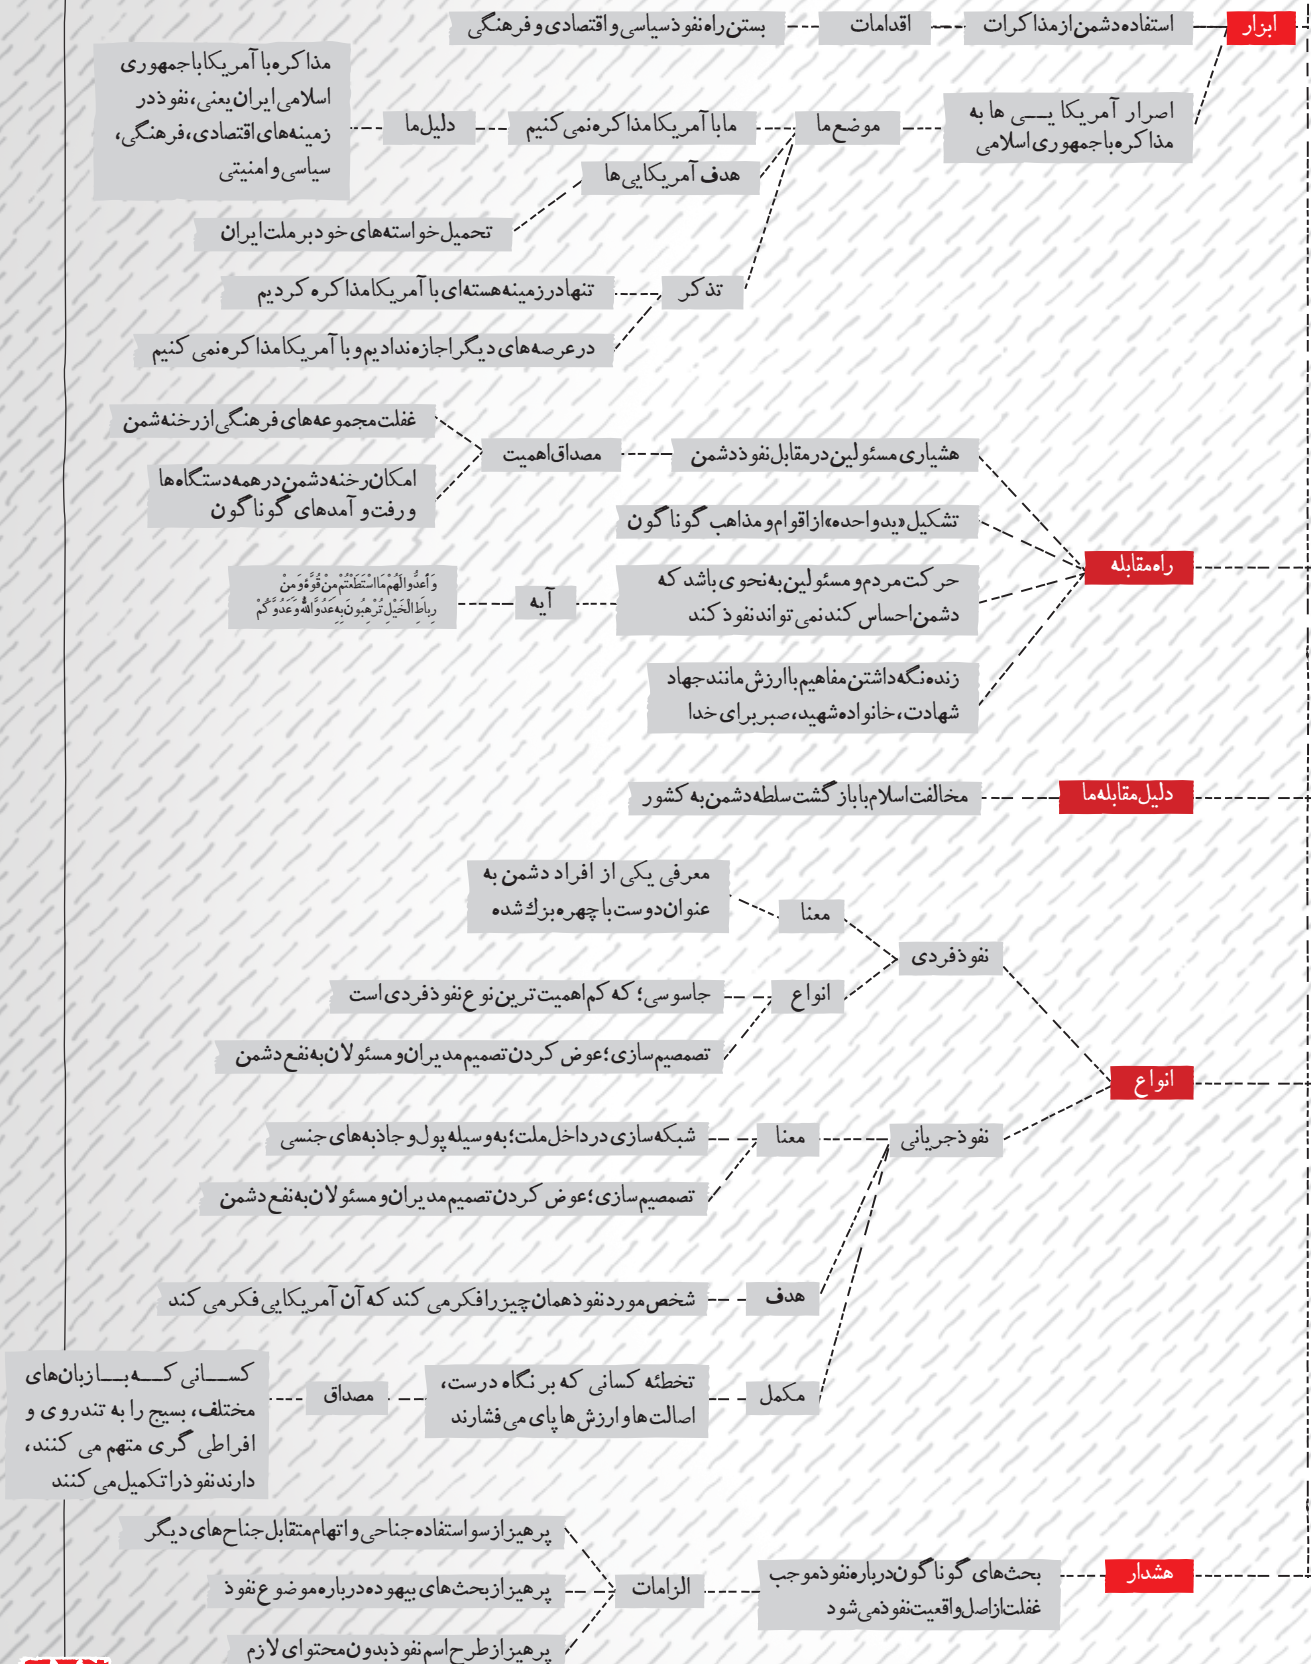 ابزار
استفاده دشمن از مذاکرات
اقدامات
بستن راه نفوذ سیاسی و اقتصادی و فرهنگی
اصرار آمریکایی ها به
مذاکره با جمهوری اسلامی
موضع ما
ما با آمریکا مذاکره نمی کنیم
دلیل ما
مذاکره با آمریکا با جمهوری
اسلامی ایران یعنی، نفوذ در
زمینه های اقتصادی، فرهنگی،
سیاسی و امنیتی
هدف آمریکایی ها
تحمیل خواسته های خود بر ملت ایران
تذکر
تنها در زمینه هسته ای با آمریکا مذاکره کردیم
در عرصه های دیگر اجازه ندادیم و با آمریکا مذاکره نمی کنیم
راه مقابله
هشیاری مسئولین در مقابل نفوذ دشمن
مصداق اهمیت
غفلت مجموعه های فرهنگی از رخنه شمن
امکان رخنه دشمن در همه دستگاه ها
و رفت و آمدهای گوناگون
تشکیل «ید واحده» از اقوام و مذاهب گوناگون
حرکت مردم و مسئولین به نحوی باشد که
دشمن احساس کند نمی تواند نفوذ کند
آیه
وَأَعِدُّوا لَهُمْ مَا اسْتَطَعْتُمْ مِنْ قُوَّةٍ وَمِنْ
رِبَاطِ الْخَيْلِ تُرْهِبُونَ بِهِ عَدُوَّ اللَّهِ وَعَدُوَّكُمْ
زنده نگه داشتن مفاهیم با ارزش مانند جهاد
شهادت، خانواده شهید، صبر برای خدا
دلیل مقابله ما
مخالفت اسلام با بازگشت سلطه دشمن به کشور
انواع
نفوذ فردی
معنا
معرفی یکی از افراد دشمن به
عنوان دوست با چهره بزك شده
انواع
جاسوسی؛ که کم اهمیت ترین نوع نفوذ فردی است
تصمصیم سازی؛ عوض کردن تصمیم مدیران و مسئولان به نفع دشمن
نفوذ جریانی
معنا
شبکه سازی در داخل ملت؛ به وسیله پول و جاذبه های جنسی
تصمصیم سازی؛ عوض کردن تصمیم مدیران و مسئولان به نفع دشمن
هدف
شخص مورد نفوذ همان چیز را فکر می کند که آن آمریکایی فکر می کند
مکمل
تخطئه کسانی که بر نگاه درست،
اصالت ها و ارزش ها پای می فشارند
مصداق
کسانی که با زبان های
مختلف، بسیج را به تندروی و
افراطی گری متهم می کنند،
دارند نفوذ را تکمیل می کنند
هشدار
بحث های گوناگون درباره نفوذ موجب
غفلت از اصل واقعیت نفوذ می شود
الزامات
پرهیز از سو استفاده جناحی و اتهام متقابل جناح های دیگر
پرهیز از بحث های بیهوده درباره موضوع نفوذ
پرهیز از طرح اسم نفوذ بدون محتوای لازم